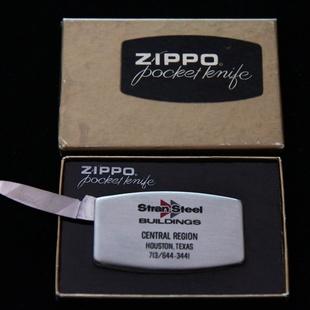 ZIPPO
pocket knife
ZIPPO
pocket knife
Stran Steel
BUILDINGS
CENTRAL REGION
HOUSTON, TEXAS
713/644-3441